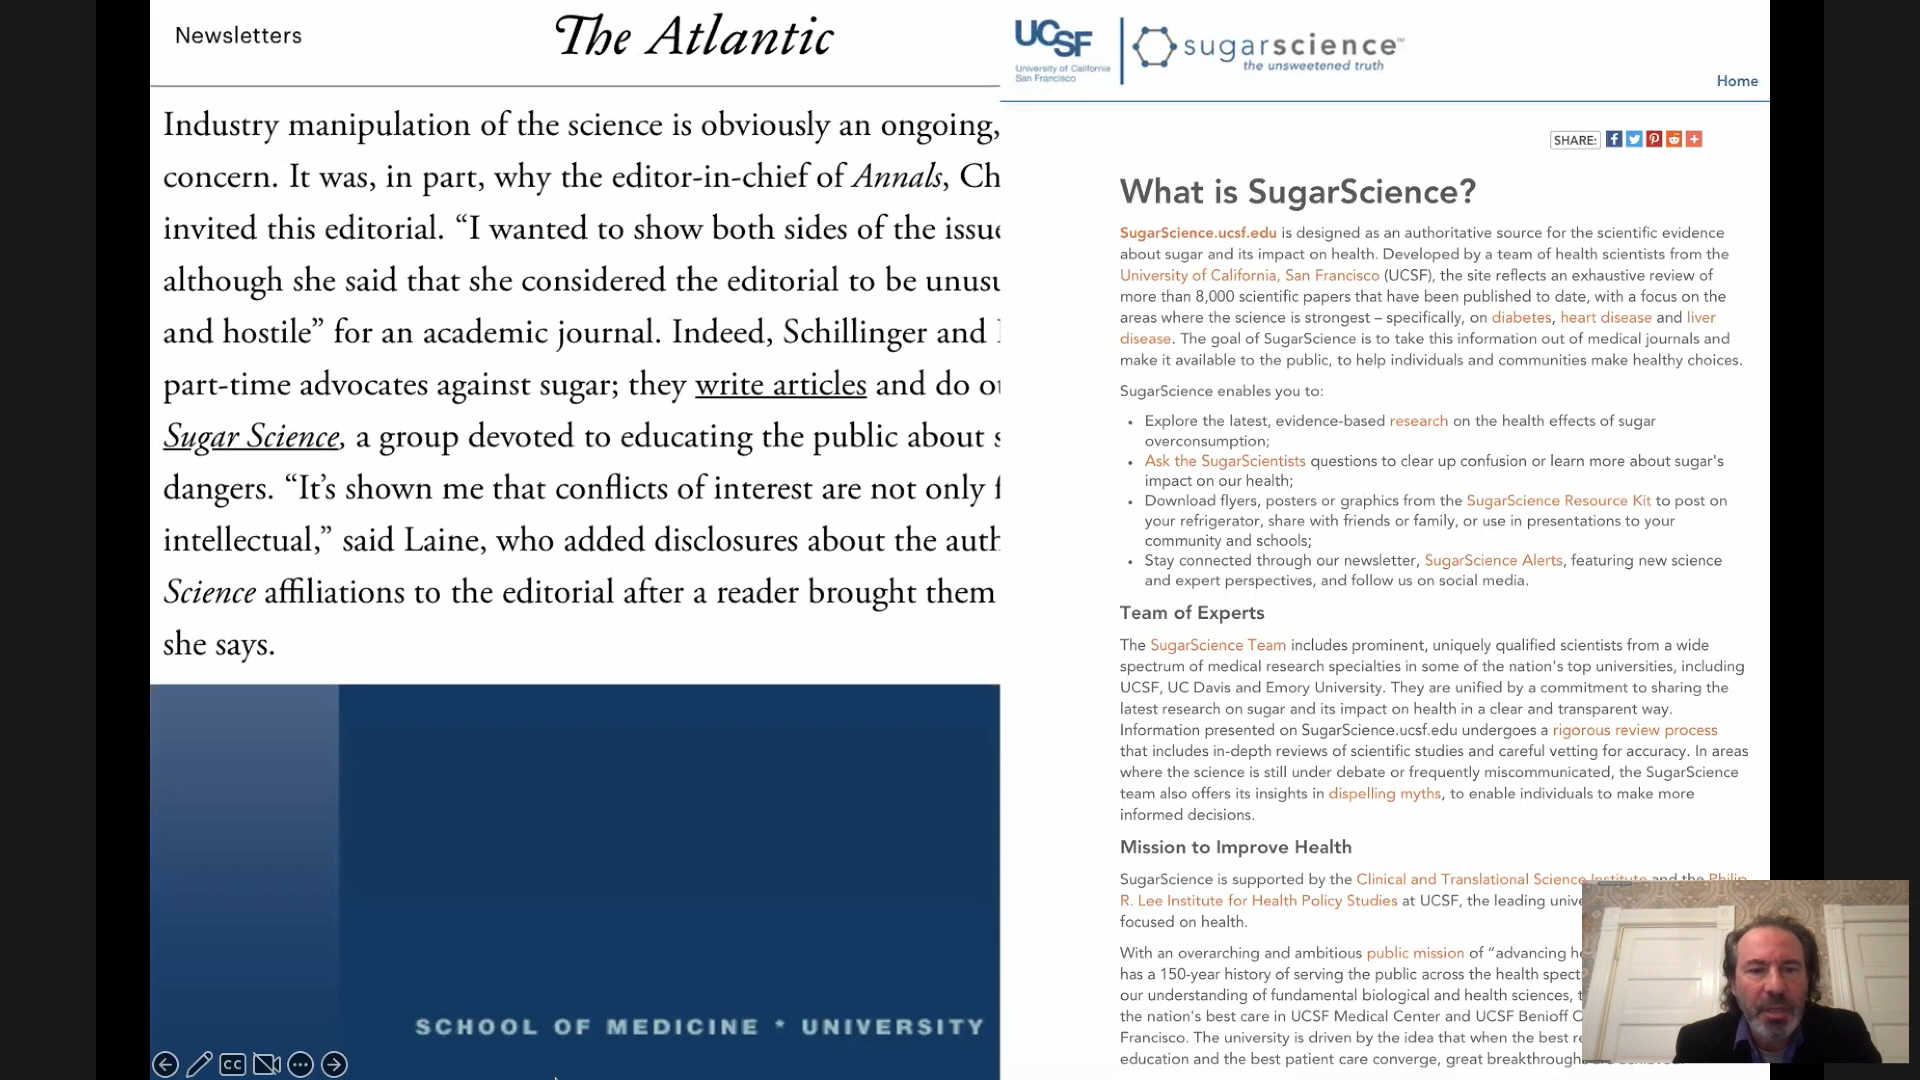 Newsletters
The Atlantic
Industry manipulation of the science is obviously an ongoing,
concern. It was, in part, why the editor-in-chief of Annals, Ch
invited this editorial. “I wanted to show both sides of the issue
although she said that she considered the editorial to be unusu
and hostile” for an academic journal. Indeed, Schillinger and
part-time advocates against sugar; they write articles and do ou
Sugar Science, a group devoted to educating the public about s
dangers. “It’s shown me that conflicts of interest are not only f
intellectual,” said Laine, who added disclosures about the auth
Science affiliations to the editorial after a reader brought them
she says.
SCHOOL OF MEDICINE * UNIVERSITY
CC
UCSF
University of California
San Francisco
sugarscience™
the unsweetened truth
Home
SHARE:
What is SugarScience?
SugarScience.ucsf.edu is designed as an authoritative source for the scientific evidence
about sugar and its impact on health. Developed by a team of health scientists from the
University of California, San Francisco (UCSF), the site reflects an exhaustive review of
more than 8,000 scientific papers that have been published to date, with a focus on the
areas where the science is strongest – specifically, on diabetes, heart disease and liver
disease. The goal of SugarScience is to take this information out of medical journals and
make it available to the public, to help individuals and communities make healthy choices.
SugarScience enables you to:
• Explore the latest, evidence-based research on the health effects of sugar
overconsumption;
• Ask the SugarScientists questions to clear up confusion or learn more about sugar's
impact on our health;
• Download flyers, posters or graphics from the SugarScience Resource Kit to post on
your refrigerator, share with friends or family, or use in presentations to your
community and schools;
• Stay connected through our newsletter, SugarScience Alerts, featuring new science
and expert perspectives, and follow us on social media.
Team of Experts
The SugarScience Team includes prominent, uniquely qualified scientists from a wide
spectrum of medical research specialties in some of the nation's top universities, including
UCSF, UC Davis and Emory University. They are unified by a commitment to sharing the
latest research on sugar and its impact on health in a clear and transparent way.
Information presented on SugarScience.ucsf.edu undergoes a rigorous review process
that includes in-depth reviews of scientific studies and careful vetting for accuracy. In areas
where the science is still under debate or frequently miscommunicated, the SugarScience
team also offers its insights in dispelling myths, to enable individuals to make more
informed decisions.
Mission to Improve Health
SugarScience is supported by the Clinical and Translational Science Institute and the Philip
R. Lee Institute for Health Policy Studies at UCSF, the leading unive
focused on health.
With an overarching and ambitious public mission of “advancing he
has a 150-year history of serving the public across the health spect
our understanding of fundamental biological and health sciences, t
the nation's best care in UCSF Medical Center and UCSF Benioff C
Francisco. The university is driven by the idea that when the best re
education and the best patient care converge, great breakthroughs